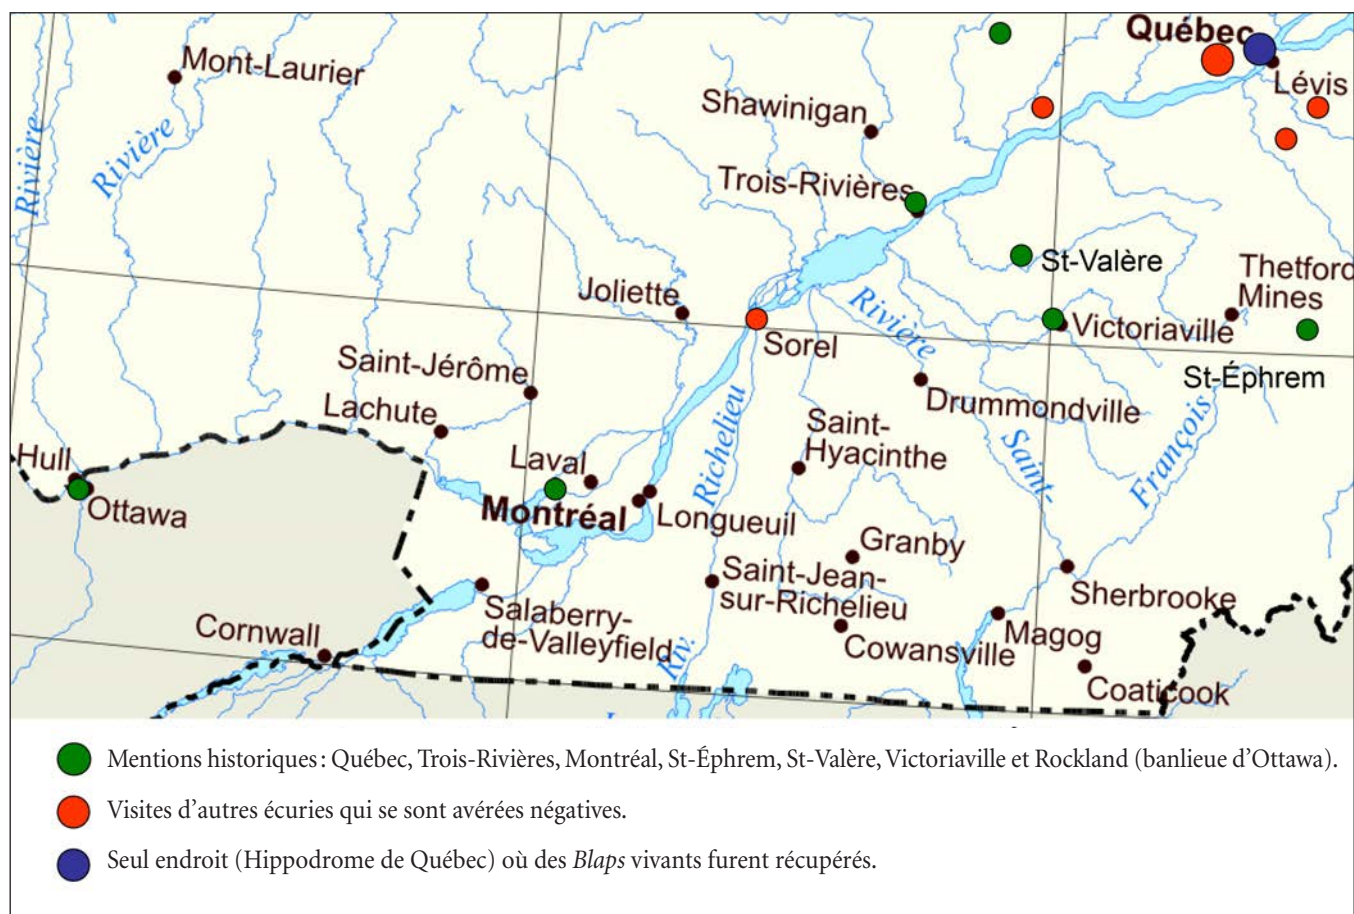 Québec
Mont-Laurier
Lévis
Shawinigan
Rivière
Rivière
Trois-Rivières
St-Valère
Thetford
Mines
Joliette
Rivière
Victoriaville
Sorel
Saint-Jérôme
St-Éphrem
Lachute
Drummondville
Richelieu
Saint-
Hyacinthe
Saint-
François
Hull
Laval
Ottawa
Montréal
Longueuil
Granby
Saint-Jean-
sur-Richelieu
Sherbrooke
Salaberry-
de-Valleyfield
Cornwall
Riv.
Cowansville
Magog
Coaticook
Mentions historiques : Québec, Trois-Rivières, Montréal, St-Éphrem, St-Valère, Victoriaville et Rockland (banlieue d'Ottawa).
Visites d'autres écuries qui se sont avérées négatives.
Seul endroit (Hippodrome de Québec) où des Blaps vivants furent récupérés.